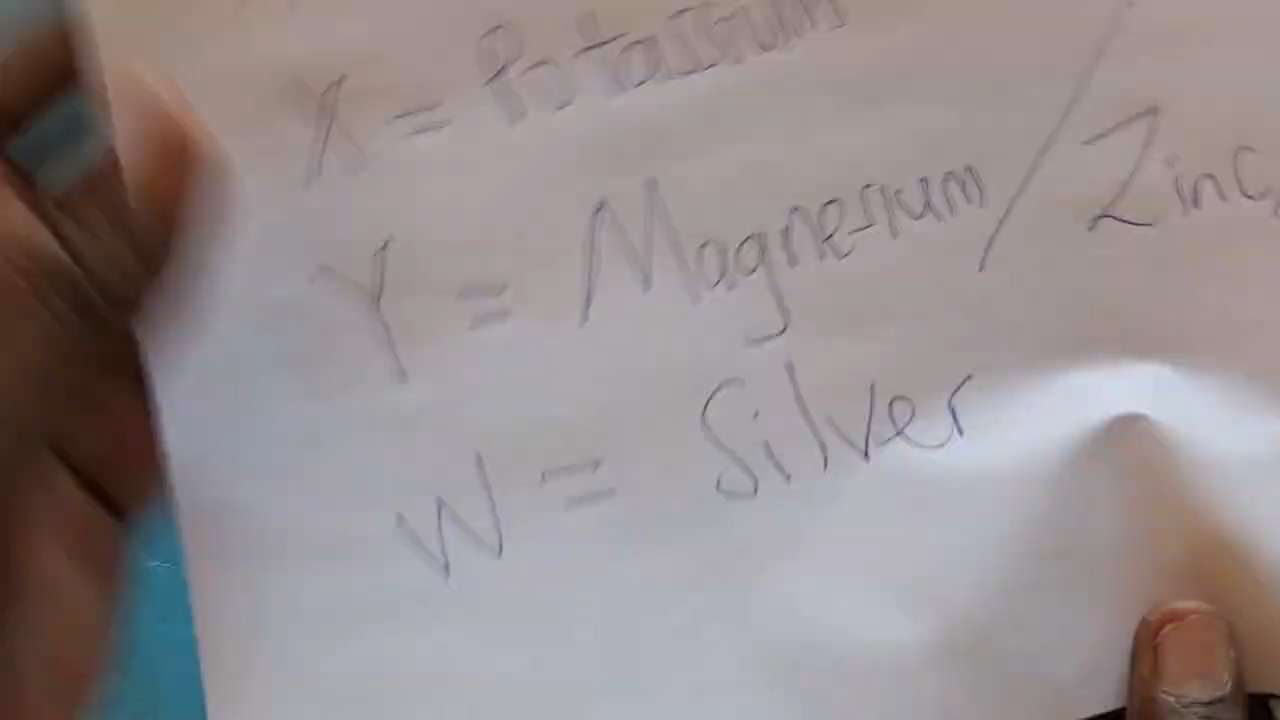 X = Potassium
Y = Magnesium / Zinc
W = Silver